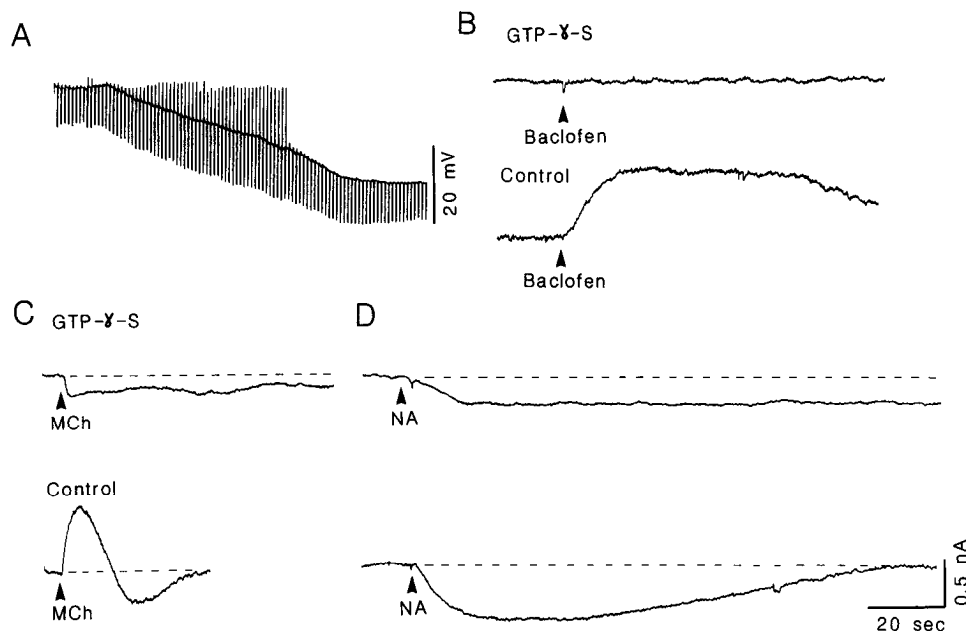 A
20 mV
B
GTP-ɣ-S
Baclofen
Control
Baclofen
C
GTP-ɣ-S
MCh
Control
MCh
D
NA
NA
0.5 nA
20 sec